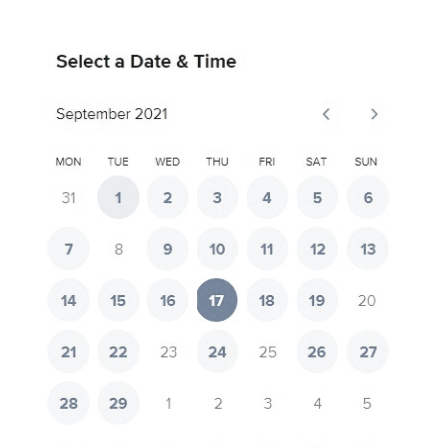 Select a Date & Time
September 2021 < >
MON TUE WED THU FRI SAT SUN
31 1 2 3 4 5 6
7 8 9 10 11 12 13
14 15 16 17 18 19 20
21 22 23 24 25 26 27
28 29 1 2 3 4 5